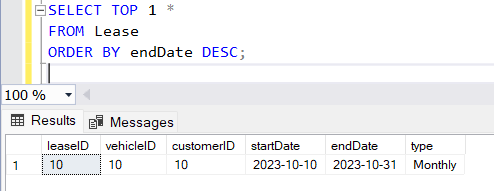 SELECT TOP 1 *
FROM Lease
ORDER BY endDate DESC;
100 %
Results Messages
leaseID vehicleID customerID startDate endDate type
1 10 10 10 2023-10-10 2023-10-31 Monthly